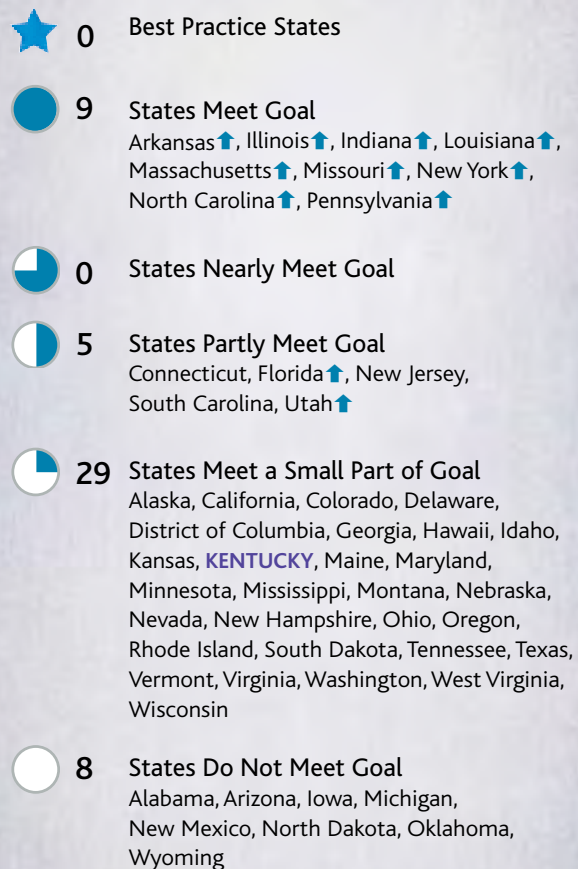 0 Best Practice States
9 States Meet Goal
Arkansas⬆, Illinois⬆, Indiana⬆, Louisiana⬆,
Massachusetts⬆, Missouri⬆, New York⬆,
North Carolina⬆, Pennsylvania⬆
0 States Nearly Meet Goal
5 States Partly Meet Goal
Connecticut, Florida⬆, New Jersey,
South Carolina, Utah⬆
29 States Meet a Small Part of Goal
Alaska, California, Colorado, Delaware,
District of Columbia, Georgia, Hawaii, Idaho,
Kansas, KENTUCKY, Maine, Maryland,
Minnesota, Mississippi, Montana, Nebraska,
Nevada, New Hampshire, Ohio, Oregon,
Rhode Island, South Dakota, Tennessee, Texas,
Vermont, Virginia, Washington, West Virginia,
Wisconsin
8 States Do Not Meet Goal
Alabama, Arizona, Iowa, Michigan,
New Mexico, North Dakota, Oklahoma,
Wyoming